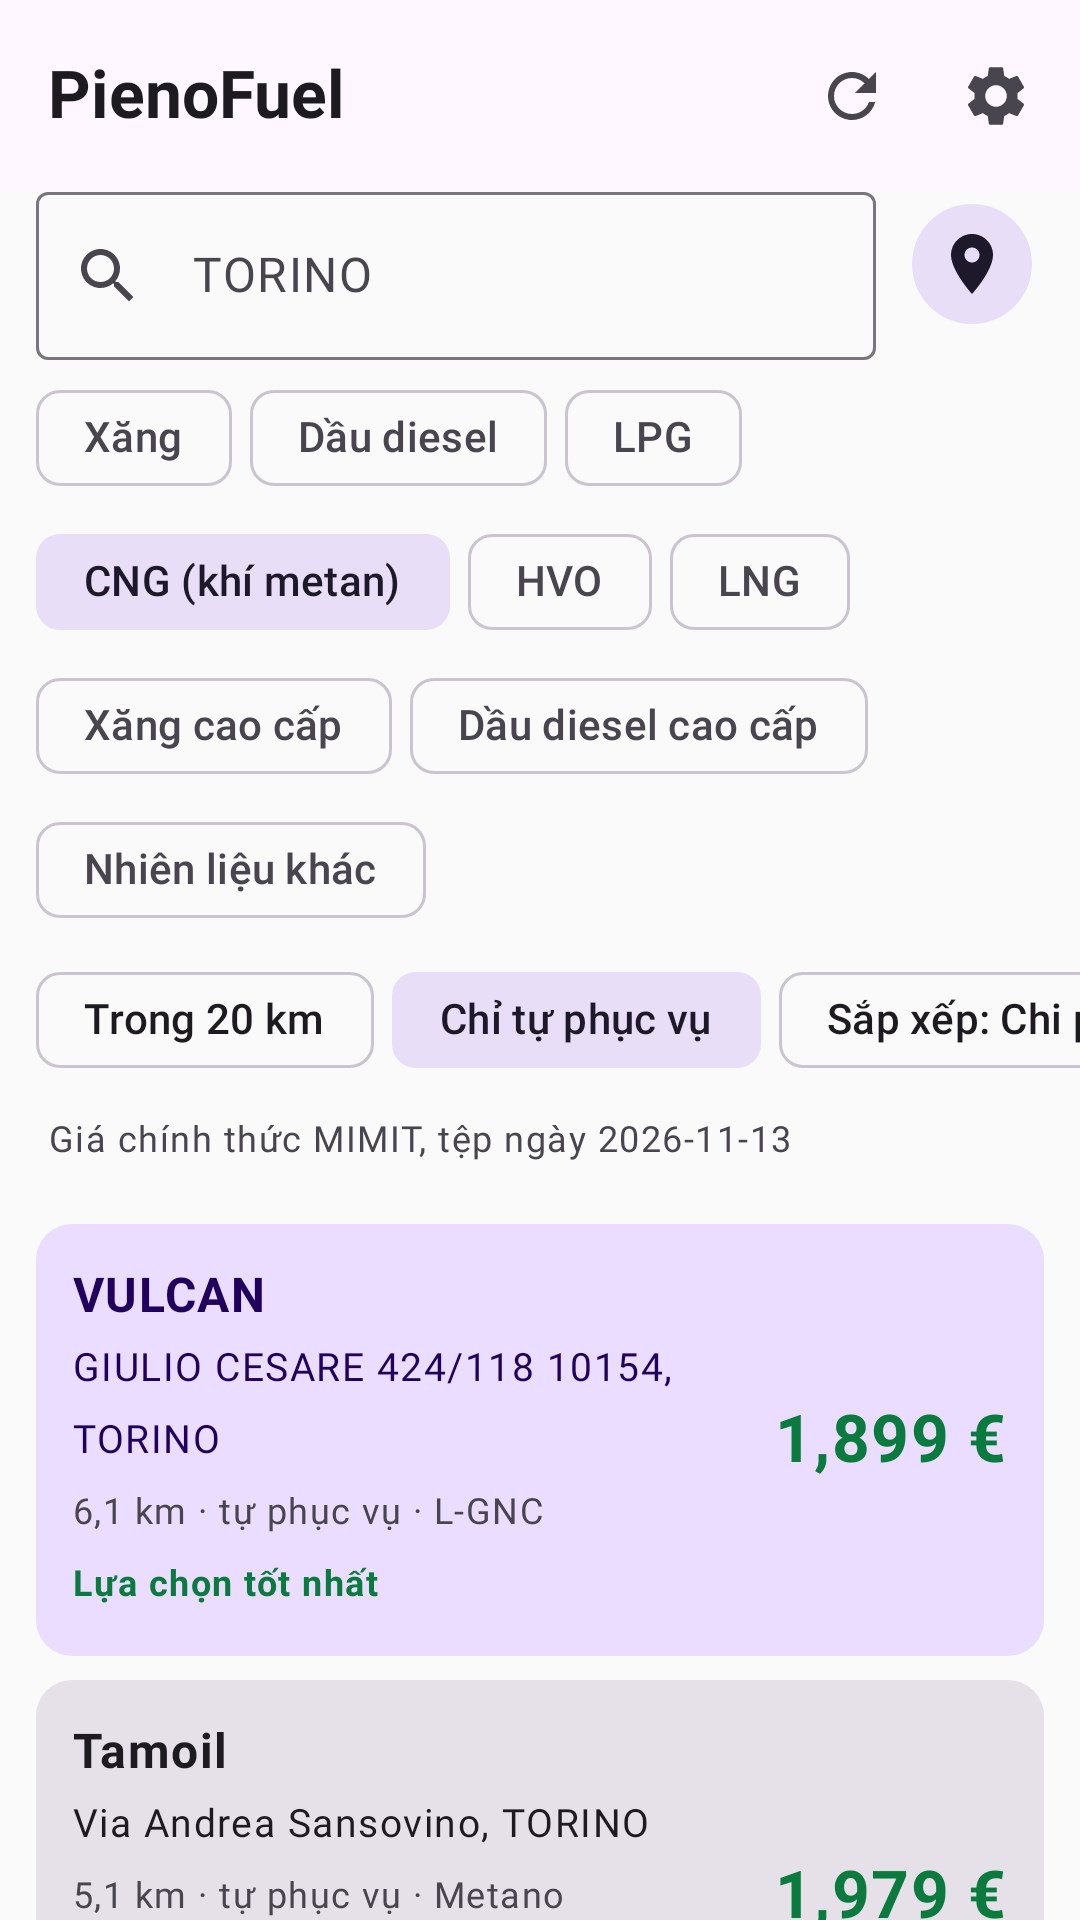 PienoFuel
TORINO
Xăng
Dầu diesel
LPG
CNG (khí metan)
HVO
LNG
Xăng cao cấp
Dầu diesel cao cấp
Nhiên liệu khác
Trong 20 km
Chỉ tự phục vụ
Sắp xếp: Chi
Giá chính thức MIMIT, tệp ngày 2026-11-13
VULCAN
GIULIO CESARE 424/118 10154,
TORINO
1,899 €
6,1 km · tự phục vụ · L-GNC
Lựa chọn tốt nhất
Tamoil
Via Andrea Sansovino, TORINO
5,1 km · tự phục vụ · Metano
1,979 €